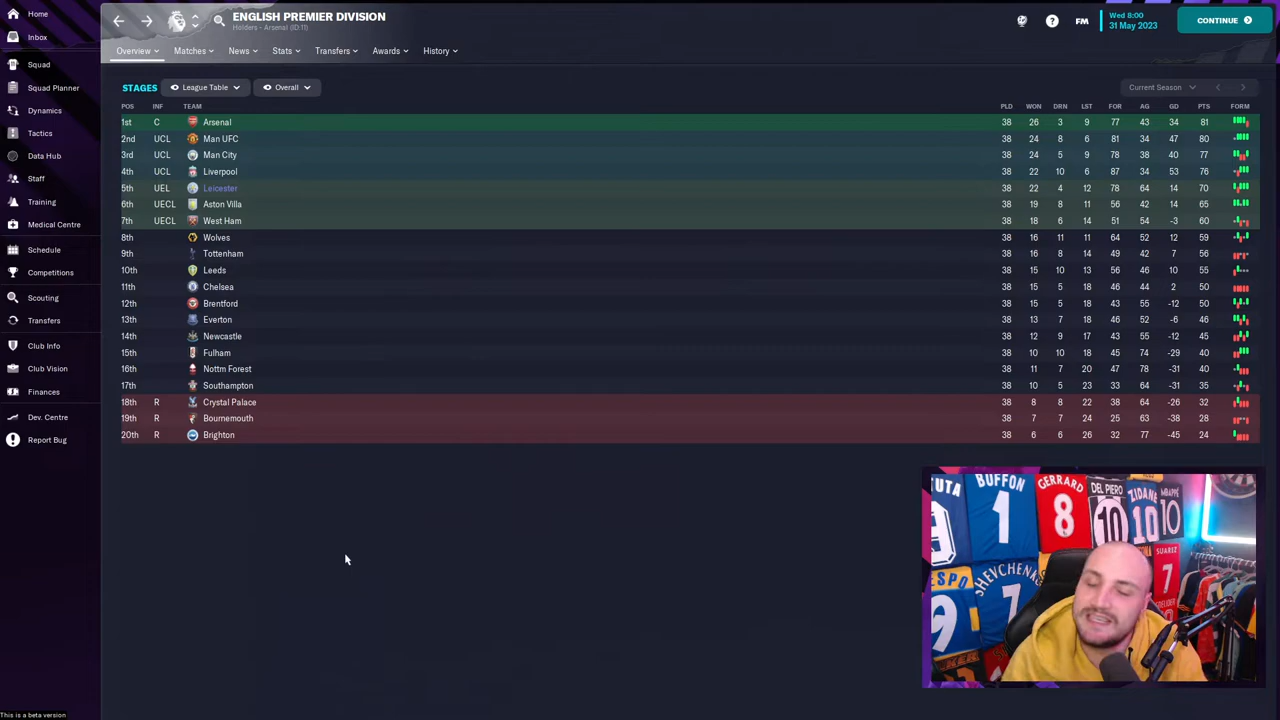 Home
Inbox
Squad
Squad Planner
Dynamics
Tactics
Data Hub
Staff
Training
Medical Centre
Schedule
Competitions
Scouting
Transfers
Club Info
Club Vision
Finances
Dev. Centre
Report Bug
This is a beta version
ENGLISH PREMIER DIVISION
Holders - Arsenal (ID:11)
FM
Wed 8:00
31 May 2023
CONTINUE
Overview Matches News Stats Transfers Awards History
STAGES League Table Overall Current Season
POS INF TEAM PLD WON DRN LST FOR AG GD PTS FORM
1st C Arsenal 38 26 3 9 77 43 34 81
2nd UCL Man UFC 38 24 8 6 81 34 47 80
3rd UCL Man City 38 24 5 9 78 38 40 77
4th UCL Liverpool 38 22 10 6 87 34 53 76
5th UEL Leicester 38 22 4 12 78 64 14 70
6th UECL Aston Villa 38 19 8 11 56 42 14 65
7th UECL West Ham 38 18 6 14 51 54 -3 60
8th Wolves 38 16 11 11 64 52 12 59
9th Tottenham 38 16 8 14 49 42 7 56
10th Leeds 38 15 10 13 56 46 10 55
11th Chelsea 38 15 5 18 46 44 2 50
12th Brentford 38 15 5 18 43 55 -12 50
13th Everton 38 13 7 18 46 52 -6 46
14th Newcastle 38 12 9 17 43 55 -12 45
15th Fulham 38 10 10 18 45 74 -29 40
16th Nottm Forest 38 11 7 20 47 78 -31 40
17th Southampton 38 10 5 23 33 64 -31 35
18th R Crystal Palace 38 8 8 22 38 64 -26 32
19th R Bournemouth 38 7 7 24 25 63 -38 28
20th R Brighton 38 6 6 26 32 77 -45 24
BUFFON
1
GERRARD
8
DEL PIERO
10
ZIDANE
10
MBAPPÉ
10
SHEVCHENKO
7
SUAREZ
7
9